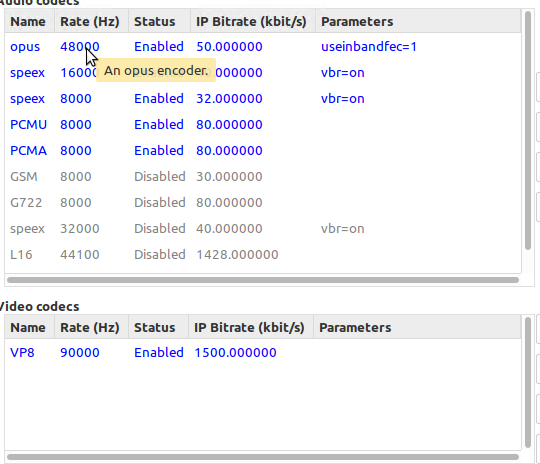 Audio codecs
Name Rate (Hz) Status IP Bitrate (kbit/s) Parameters
opus 48000 Enabled 50.000000 useinbandfec=1
speex 16000 .000000 vbr=on
An opus encoder.
speex 8000 Enabled 32.000000 vbr=on
PCMU 8000 Enabled 80.000000
PCMA 8000 Enabled 80.000000
GSM 8000 Disabled 30.000000
G722 8000 Disabled 80.000000
speex 32000 Disabled 40.000000 vbr=on
L16 44100 Disabled 1428.000000
Video codecs
Name Rate (Hz) Status IP Bitrate (kbit/s) Parameters
VP8 90000 Enabled 1500.000000